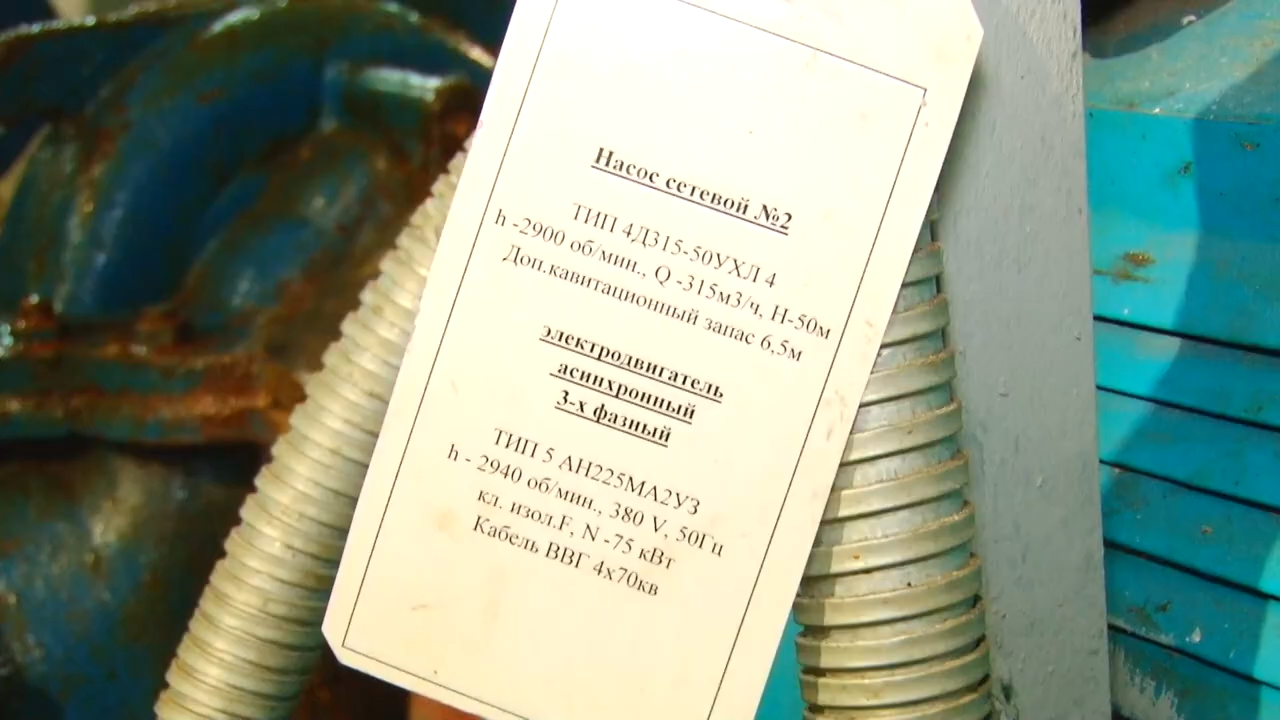 Насос сетевой №2
ТИП 4Д315-50УХЛ 4
h -2900 об/мин., Q -315м3/ч, H-50м
Доп.кавитационный запас 6,5м
электродвигатель
асинхронный
3-х фазный
ТИП 5 АН225МА2У3
h - 2940 об/мин., 380 V, 50Гц
кл. изол.F, N -75 кВт
Кабель ВВГ 4х70кв